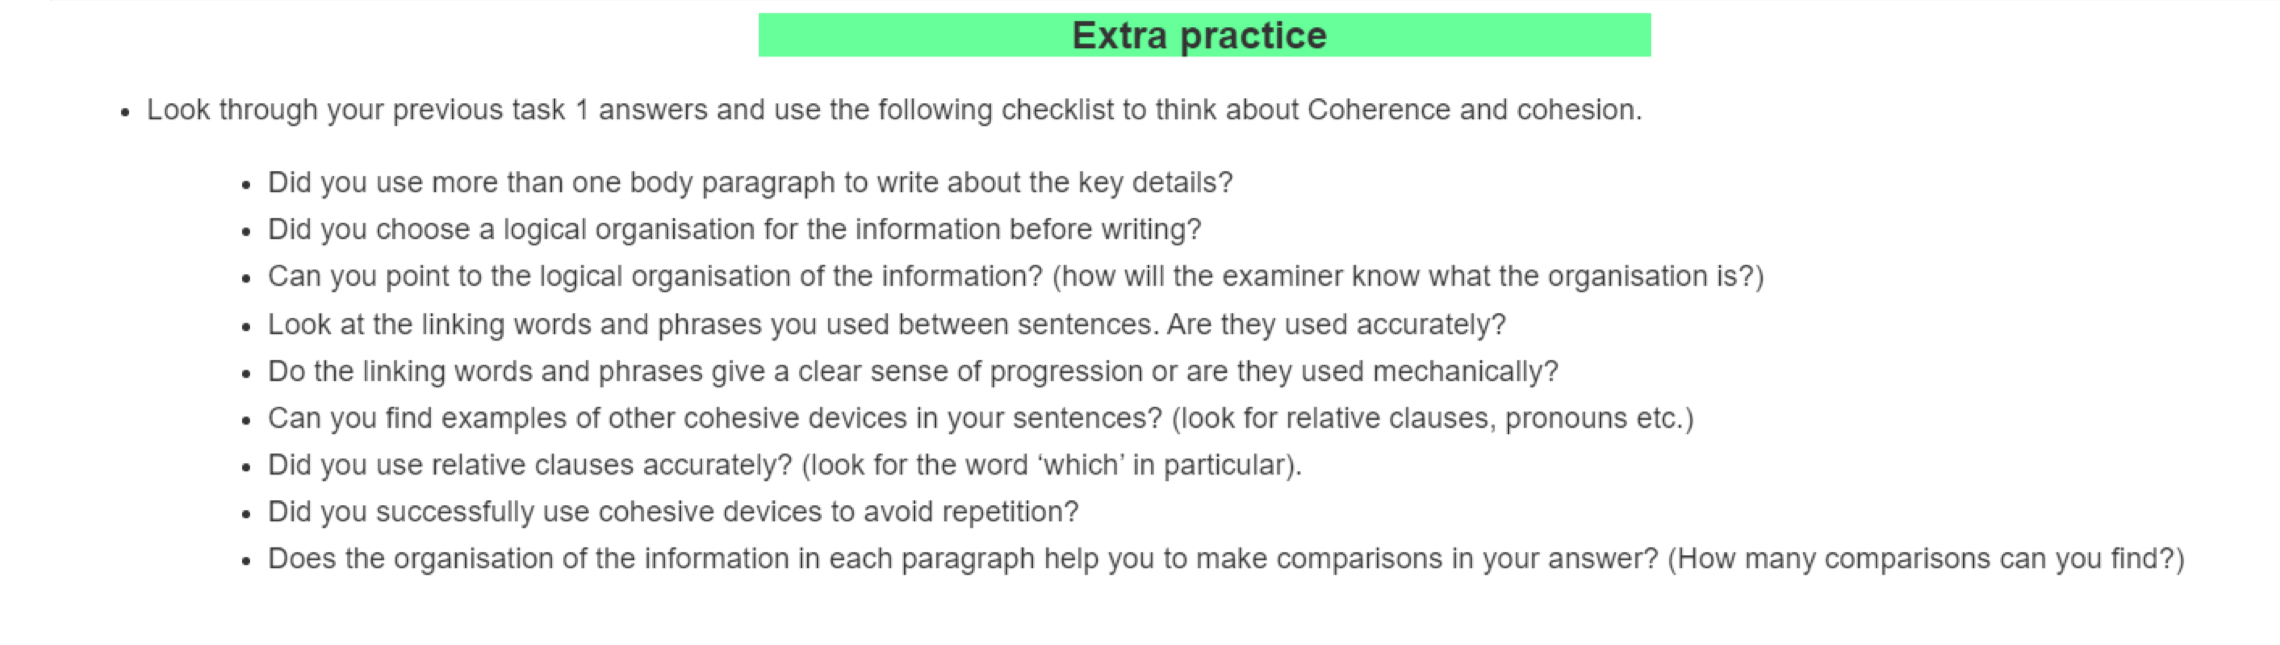 Extra practice
• Look through your previous task 1 answers and use the following checklist to think about Coherence and cohesion.
• Did you use more than one body paragraph to write about the key details?
• Did you choose a logical organisation for the information before writing?
• Can you point to the logical organisation of the information? (how will the examiner know what the organisation is?)
• Look at the linking words and phrases you used between sentences. Are they used accurately?
• Do the linking words and phrases give a clear sense of progression or are they used mechanically?
• Can you find examples of other cohesive devices in your sentences? (look for relative clauses, pronouns etc.)
• Did you use relative clauses accurately? (look for the word ‘which’ in particular).
• Did you successfully use cohesive devices to avoid repetition?
• Does the organisation of the information in each paragraph help you to make comparisons in your answer? (How many comparisons can you find?)